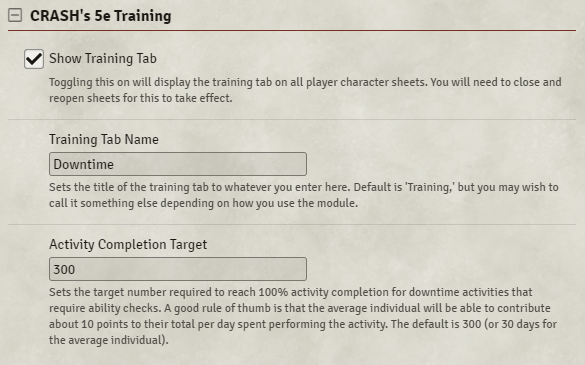 CRASH's 5e Training
Show Training Tab
Toggling this on will display the training tab on all player character sheets. You will need to close and
reopen sheets for this to take effect.
Training Tab Name
Downtime
Sets the title of the training tab to whatever you enter here. Default is 'Training,' but you may wish to
call it something else depending on how you use the module.
Activity Completion Target
300
Sets the target number required to reach 100% activity completion for downtime activities that
require ability checks. A good rule of thumb is that the average individual will be able to contribute
about 10 points to their total per day spent performing the activity. The default is 300 (or 30 days for
the average individual).